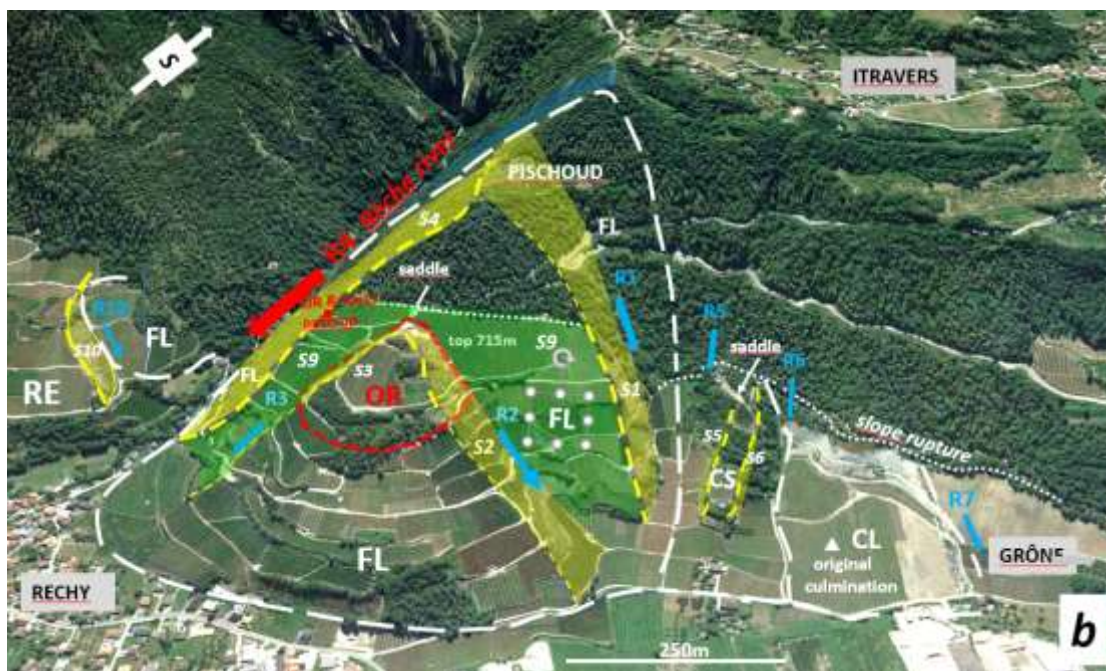 S
ITRAVERS
PISCHOUD
S4
FL
saddle
R1
R5
saddle
R6
R10
S10
FL
RE
top 715m
S9
S9
S3
OR
FL
R3
R2
FL
S1
S2
S5
S6
CS
slope rupture
R7
CL
original
culmination
GRÔNE
FL
RECHY
250m
b